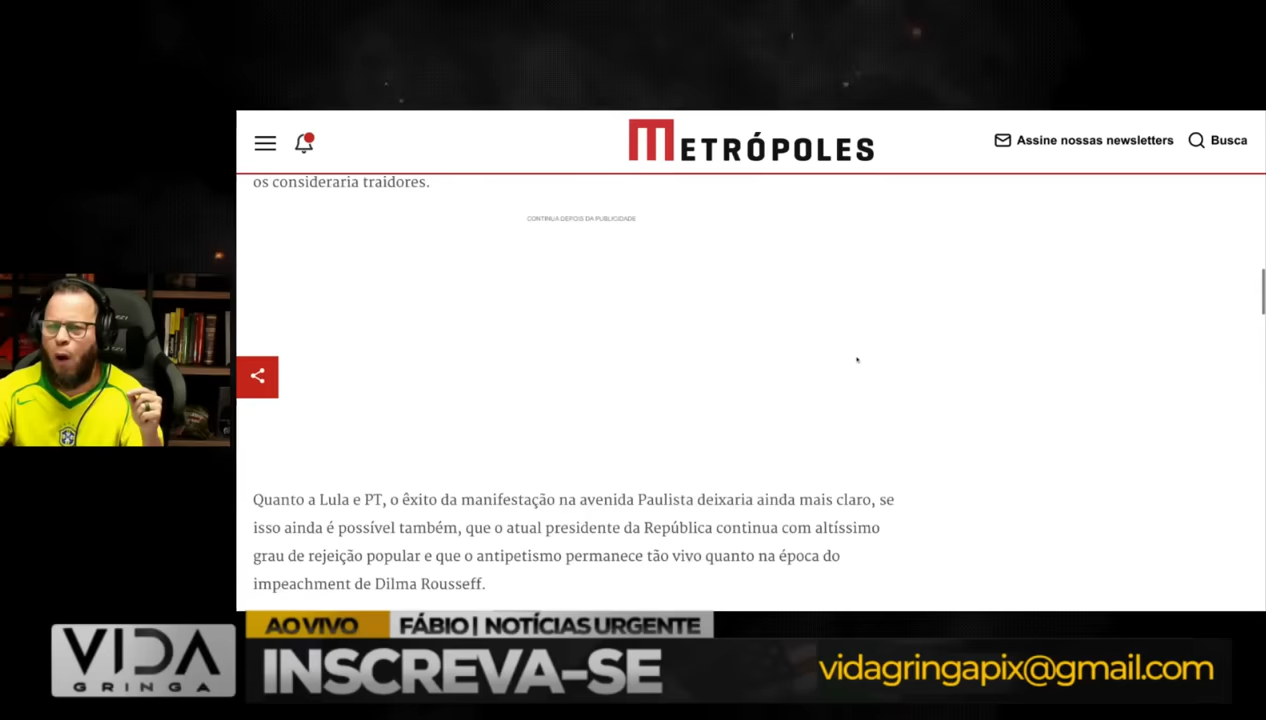 METRÓPOLES
Assine nossas newsletters
Busca
os consideraria traidores.
CONTINUA DEPOIS DA PUBLICIDADE
Quanto a Lula e PT, o êxito da manifestação na avenida Paulista deixaria ainda mais claro, se
isso ainda é possível também, que o atual presidente da República continua com altíssimo
grau de rejeição popular e que o antipetismo permanece tão vivo quanto na época do
impeachment de Dilma Rousseff.
AO VIVO
FÁBIO | NOTÍCIAS URGENTE
VIDA
GRINGA
INSCREVA-SE
vidagringapix@gmail.com